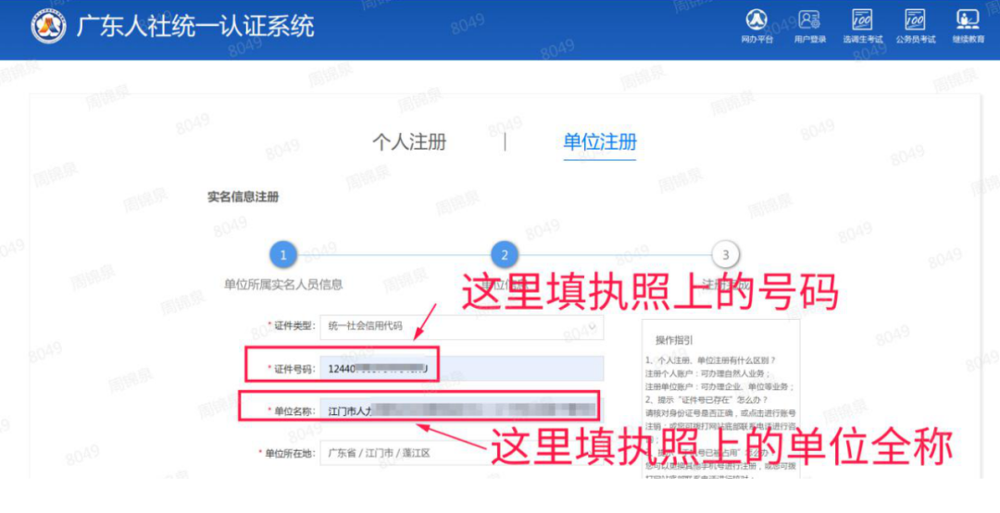 广东人社统一认证系统
网办平台 用户登录 选调生考试 公务员考试 继续教育
个人注册 | 单位注册
实名信息注册
1 2 3
单位所属实名人员信息
这里填执照上的号码
* 证件类型: 统一社会信用代码
操作指引
* 证件号码: 12440
1、个人注册、单位注册有什么区别？
注册个人账户：可办理自然人业务；
注册单位账户：可办理企业、单位等业务；
2、提示“证件号已存在”怎么办？
* 单位名称: 江门市人力
请核对身份证号是否正确，或点击进行账号
这里填执照上的单位全称
* 单位所在地: 广东省 / 江门市 / 蓬江区
周锦泉
8049